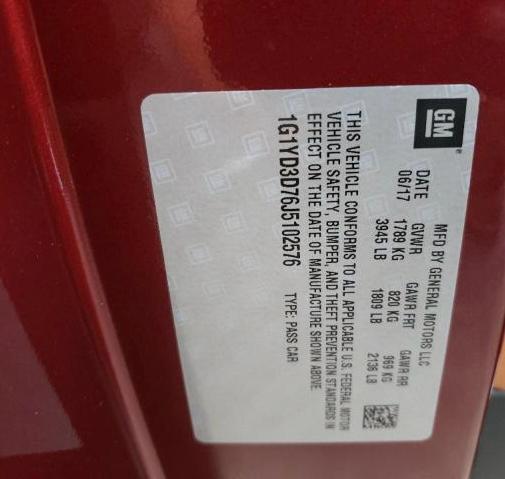 GM
MFD BY GENERAL MOTORS LLC
DATE GVWR GAWR FRT GAWR RR
06/17 1789 KG 820 KG 969 KG
3945 LB 1809 LB 2136 LB
THIS VEHICLE CONFORMS TO ALL APPLICABLE U.S. FEDERAL MOTOR
VEHICLE SAFETY, BUMPER, AND THEFT PREVENTION STANDARDS IN
EFFECT ON THE DATE OF MANUFACTURE SHOWN ABOVE.
1G1YD3D76J5102576 TYPE: PASS CAR